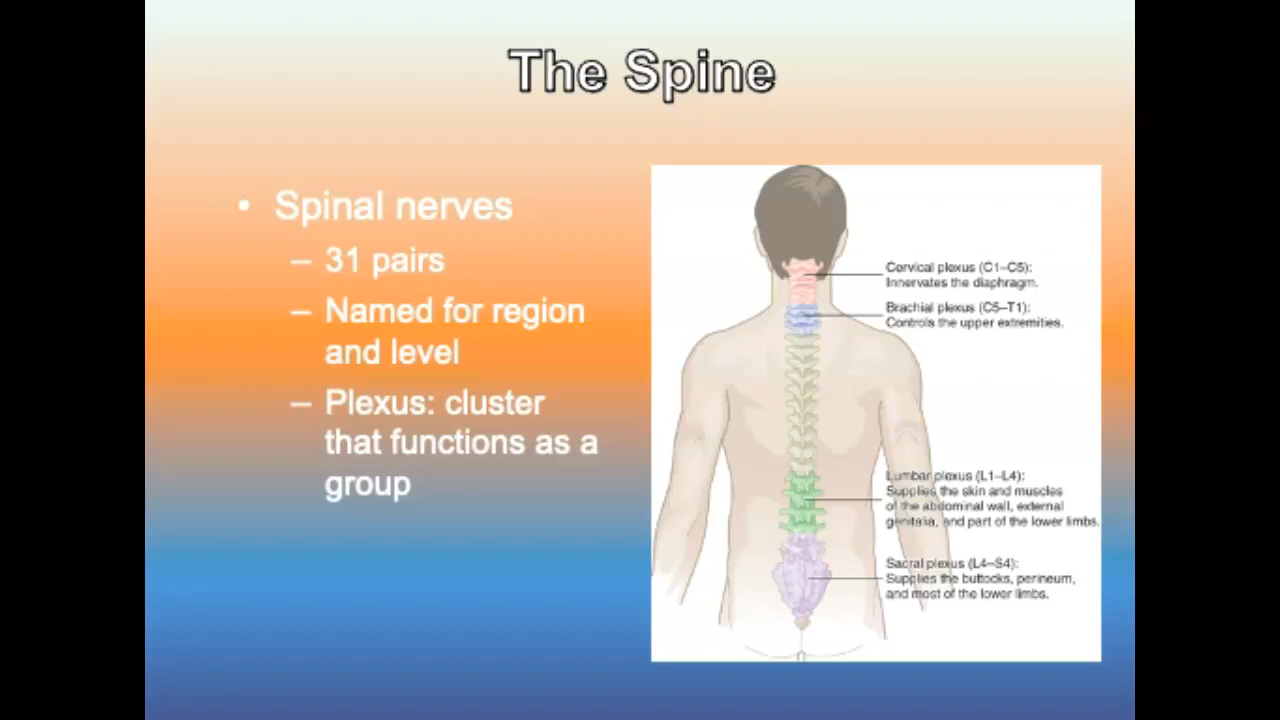 The Spine
• Spinal nerves
– 31 pairs
– Named for region
and level
– Plexus: cluster
that functions as a
group
Cervical plexus (C1–C5):
Innervates the diaphragm.
Brachial plexus (C5–T1):
Controls the upper extremities.
Lumbar plexus (L1–L4):
Supplies the skin and muscles
of the abdominal wall, external
genitalia, and part of the lower limbs.
Sacral plexus (L4–S4):
Supplies the buttocks, perineum,
and most of the lower limbs.